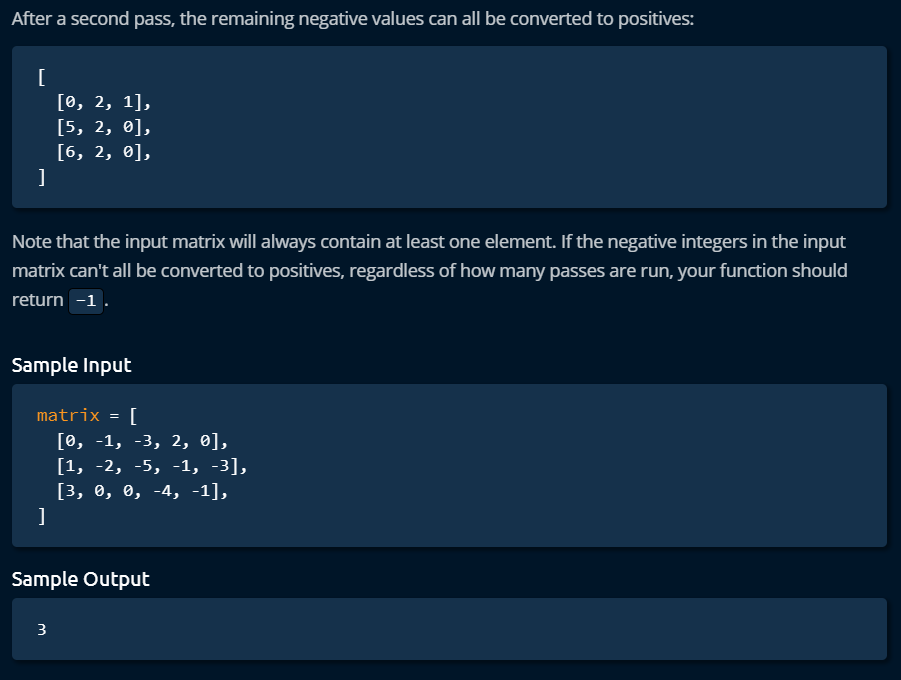 After a second pass, the remaining negative values can all be converted to positives:
[
[0, 2, 1],
[5, 2, 0],
[6, 2, 0],
]
Note that the input matrix will always contain at least one element. If the negative integers in the input
matrix can't all be converted to positives, regardless of how many passes are run, your function should
return -1 .
Sample Input
matrix = [
[0, -1, -3, 2, 0],
[1, -2, -5, -1, -3],
[3, 0, 0, -4, -1],
]
Sample Output
3